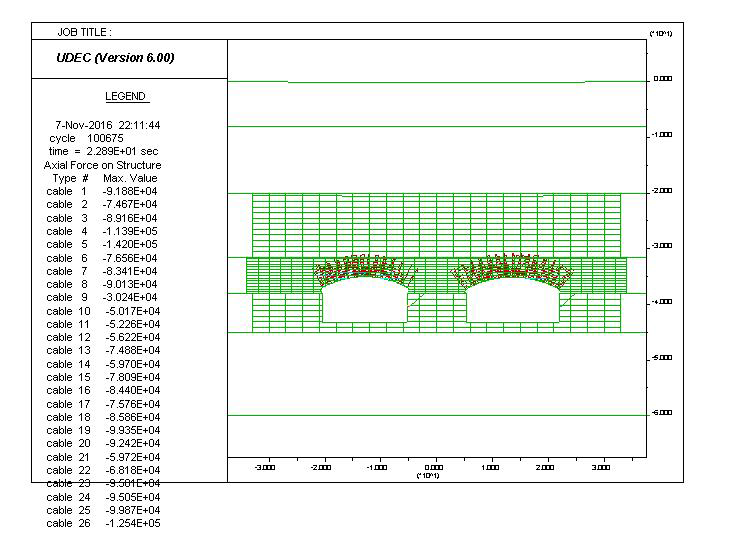 JOB TITLE :
UDEC (Version 6.00)
LEGEND
7-Nov-2016 22:11:44
cycle 100675
time = 2.289E+01 sec
Axial Force on Structure
Type # Max. Value
cable 1 -9.188E+04
cable 2 -7.467E+04
cable 3 -8.916E+04
cable 4 -1.139E+05
cable 5 -1.420E+05
cable 6 -7.656E+04
cable 7 -8.341E+04
cable 8 -9.013E+04
cable 9 -3.024E+04
cable 10 -5.017E+04
cable 11 -5.226E+04
cable 12 -5.622E+04
cable 13 -7.488E+04
cable 14 -5.970E+04
cable 15 -7.809E+04
cable 16 -8.440E+04
cable 17 -7.576E+04
cable 18 -8.586E+04
cable 19 -9.935E+04
cable 20 -9.242E+04
cable 21 -5.972E+04
cable 22 -6.818E+04
cable 23 -9.501E+04
cable 24 -9.505E+04
cable 25 -9.987E+04
cable 26 -1.254E+05
(*10^1)
0.000
-1.000
-2.000
-3.000
-4.000
-5.000
-6.000
-3.000 -2.000 -1.000 0.000 1.000 2.000 3.000
(*10^1)